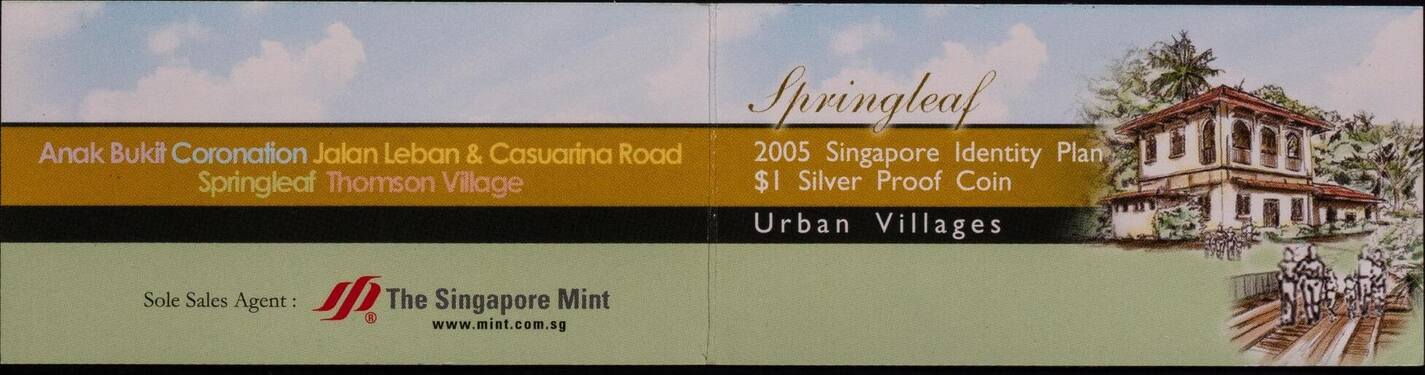 Anak Bukit Coronation Jalan Leban & Casuarina Road
Springleaf Thomson Village
Sole Sales Agent :
The Singapore Mint
®
www.mint.com.sg
Springleaf
2005 Singapore Identity Plan
$1 Silver Proof Coin
Urban Villages